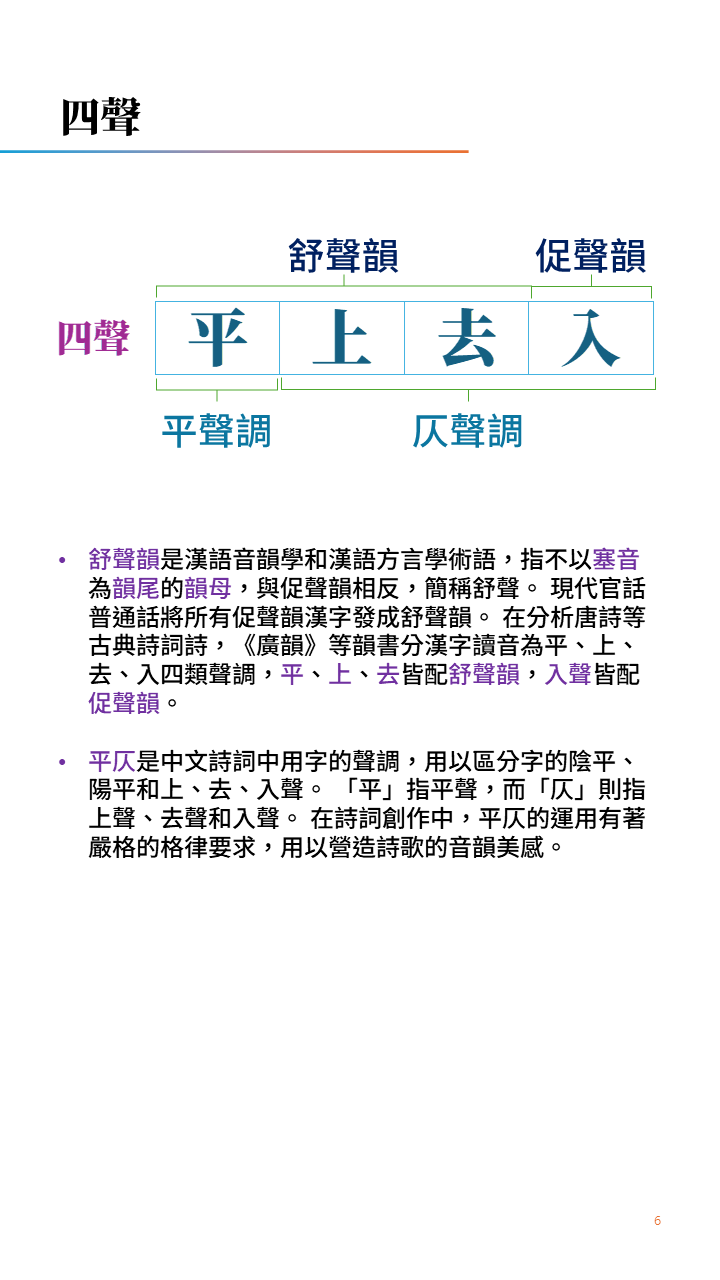 四聲
舒聲韻 促聲韻
四聲 平 上 去 入
平聲調 仄聲調
• 舒聲韻是漢語音韻學和漢語方言學術語，指不以塞音
為韻尾的韻母，與促聲韻相反，簡稱舒聲。 現代官話
普通話將所有促聲韻漢字發成舒聲韻。 在分析唐詩等
古典詩詞詩，《廣韻》等韻書分漢字讀音為平、上、
去、入四類聲調，平、上、去皆配舒聲韻，入聲皆配
促聲韻。
• 平仄是中文詩詞中用字的聲調，用以區分字的陰平、
陽平和上、去、入聲。 「平」指平聲，而「仄」則指
上聲、去聲和入聲。 在詩詞創作中，平仄的運用有著
嚴格的格律要求，用以營造詩歌的音韻美感。
6